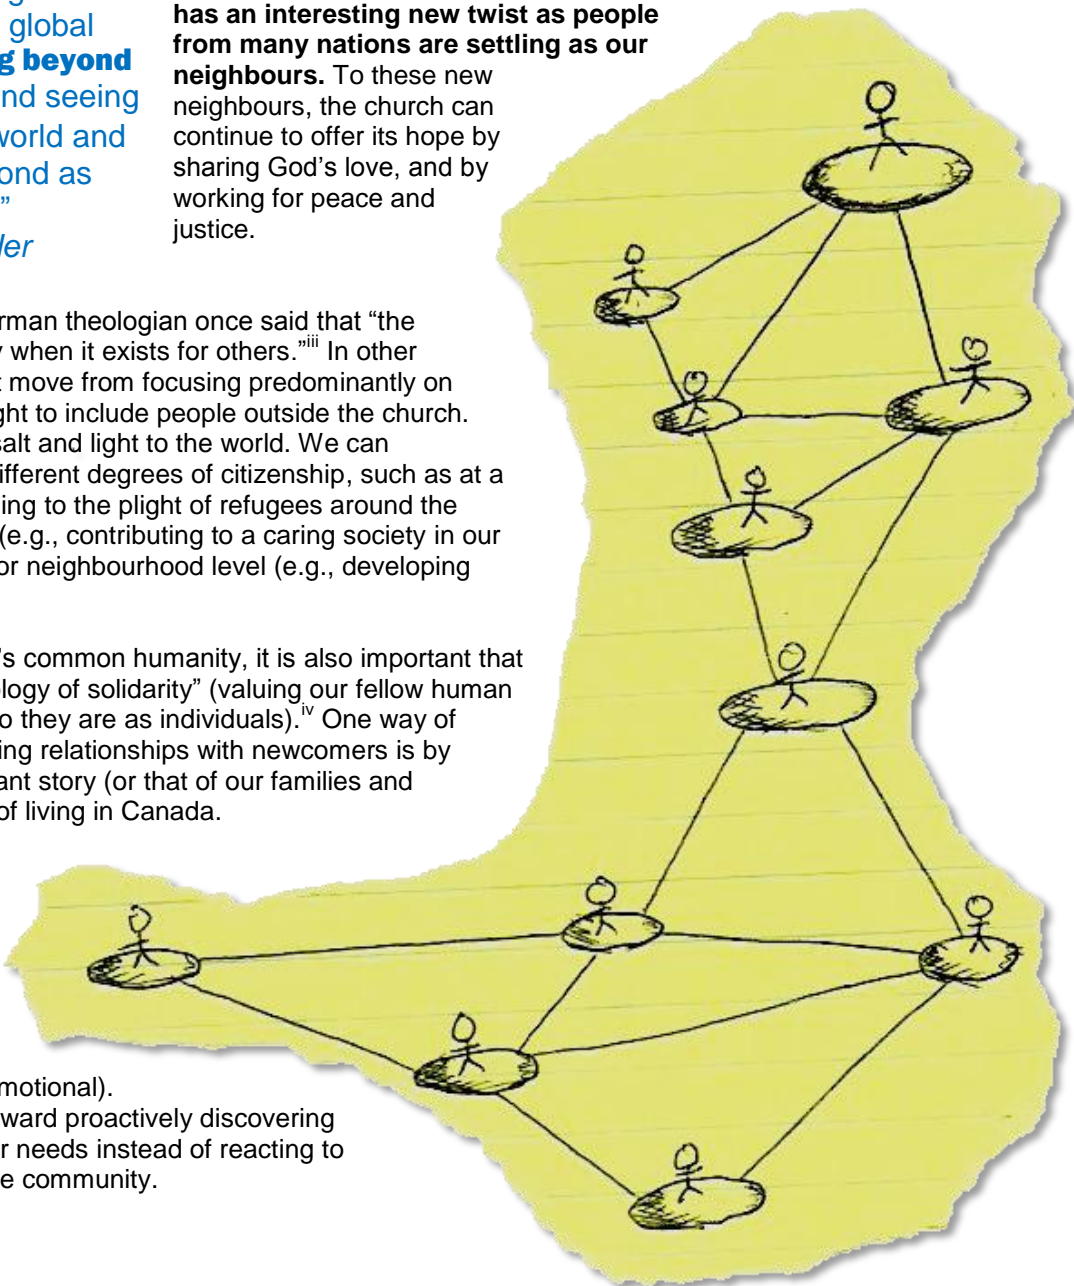 global
g beyond
nd seeing
world and
ond as
”
ler
has an interesting new twist as people
from many nations are settling as our
neighbours. To these new
neighbours, the church can
continue to offer its hope by
sharing God’s love, and by
working for peace and
justice.
rman theologian once said that “the
y when it exists for others.”iii In other
t move from focusing predominantly on
ght to include people outside the church.
salt and light to the world. We can
ifferent degrees of citizenship, such as at a
ing to the plight of refugees around the
(e.g., contributing to a caring society in our
or neighbourhood level (e.g., developing
’s common humanity, it is also important that
ology of solidarity” (valuing our fellow human
o they are as individuals).iv One way of
ing relationships with newcomers is by
ant story (or that of our families and
of living in Canada.
motional).
ward proactively discovering
r needs instead of reacting to
e community.